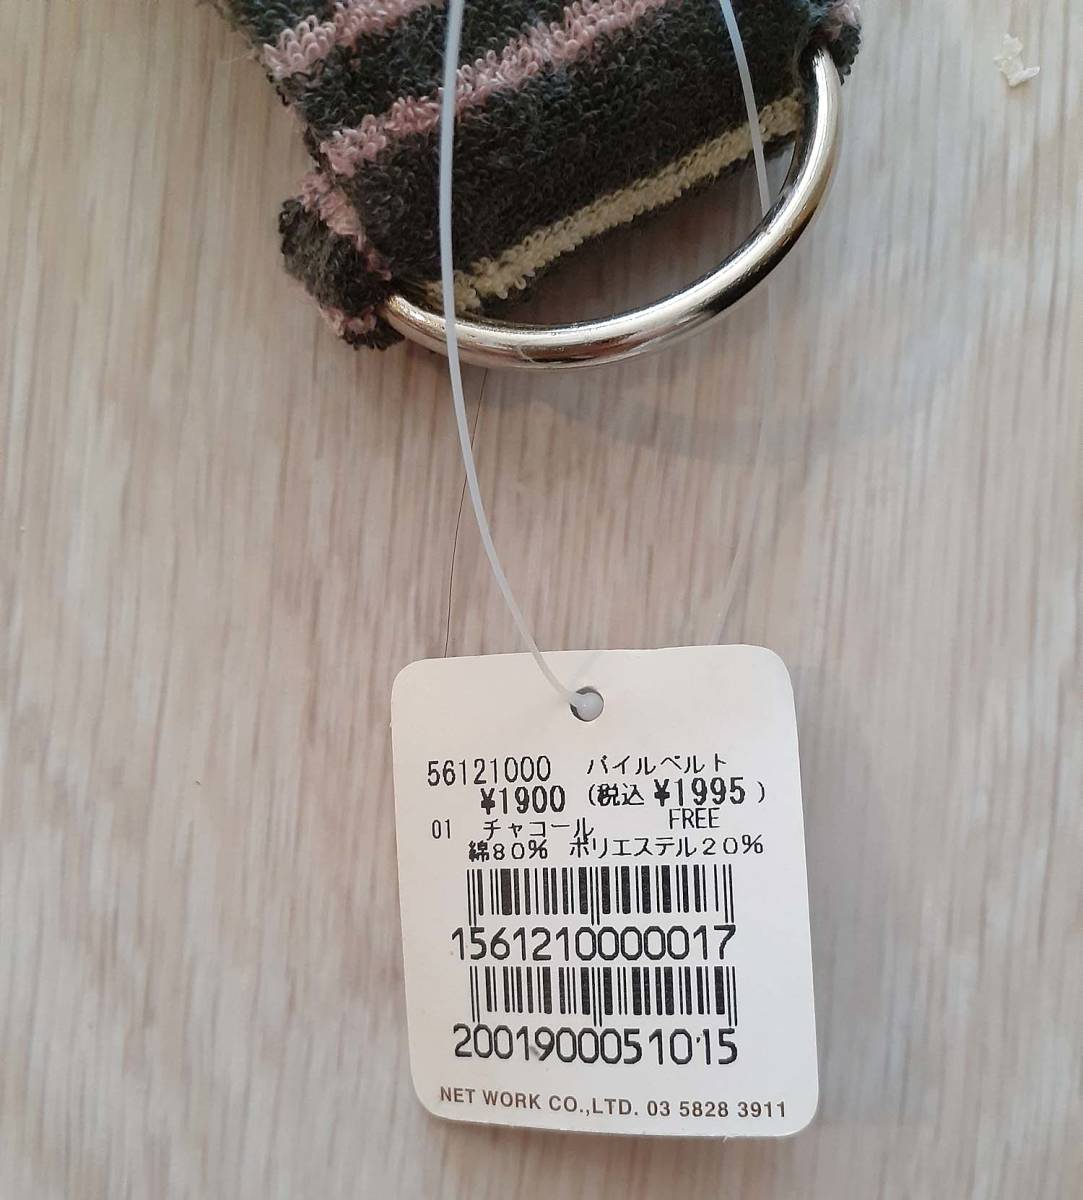 56121000 パイルベルト
¥1900 (税込 ¥1995 )
01 チャコール FREE
綿80% ポリエステル20%
1561210000017
2001900051015
NET WORK CO.,LTD. 03 5828 3911